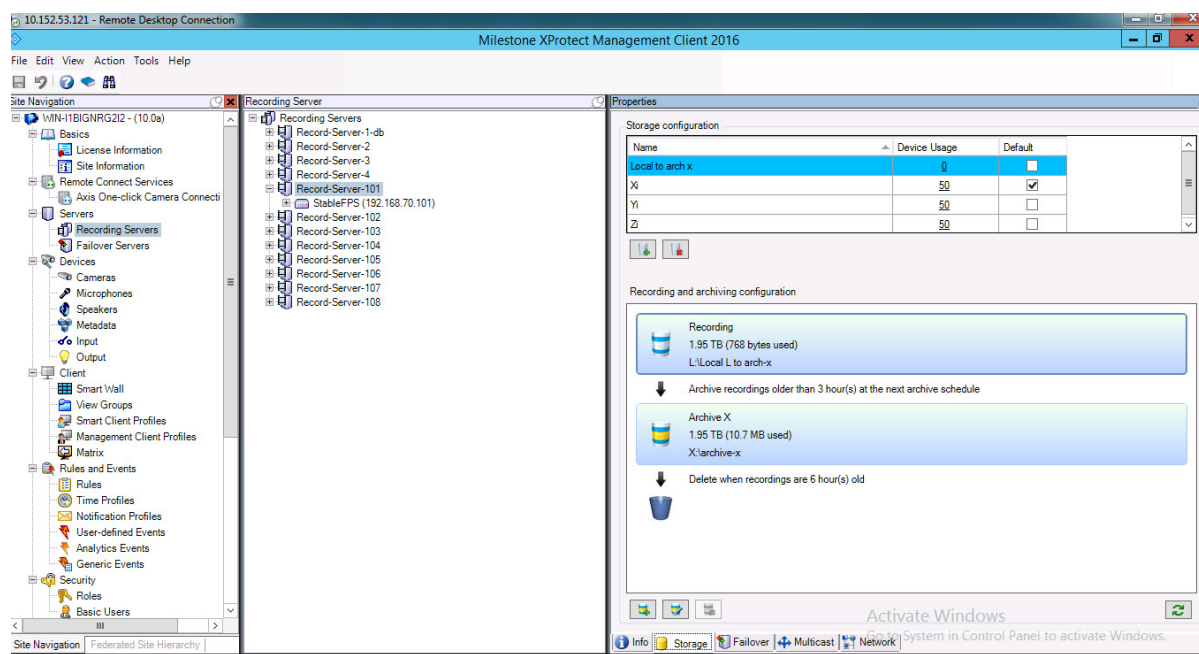 10.152.53.121 - Remote Desktop Connection
Milestone XProtect Management Client 2016
File Edit View Action Tools Help
Site Navigation
WIN-I1BIGNRG2I2 - (10.0a)
Basics
License Information
Site Information
Remote Connect Services
Axis One-click Camera Connecti
Servers
Recording Servers
Failover Servers
Devices
Cameras
Microphones
Speakers
Metadata
Input
Output
Client
Smart Wall
View Groups
Smart Client Profiles
Management Client Profiles
Matrix
Rules and Events
Rules
Time Profiles
Notification Profiles
User-defined Events
Analytics Events
Generic Events
Security
Roles
Basic Users
Site Navigation Federated Site Hierarchy
Recording Server
Recording Servers
Record-Server-1-db
Record-Server-2
Record-Server-3
Record-Server-4
Record-Server-101
StableFPS (192.168.70.101)
Record-Server-102
Record-Server-103
Record-Server-104
Record-Server-105
Record-Server-106
Record-Server-107
Record-Server-108
Properties
Storage configuration
Name Device Usage Default
Local to arch x 0
Xi 50
Yi 50
Zi 50
Recording and archiving configuration
Recording
1.95 TB (768 bytes used)
L:\Local L to arch-x
Archive recordings older than 3 hour(s) at the next archive schedule
Archive X
1.95 TB (10.7 MB used)
X:\archive-x
Delete when recordings are 6 hour(s) old
Activate Windows
Go to System in Control Panel to activate Windows.
Info Storage Failover Multicast Network